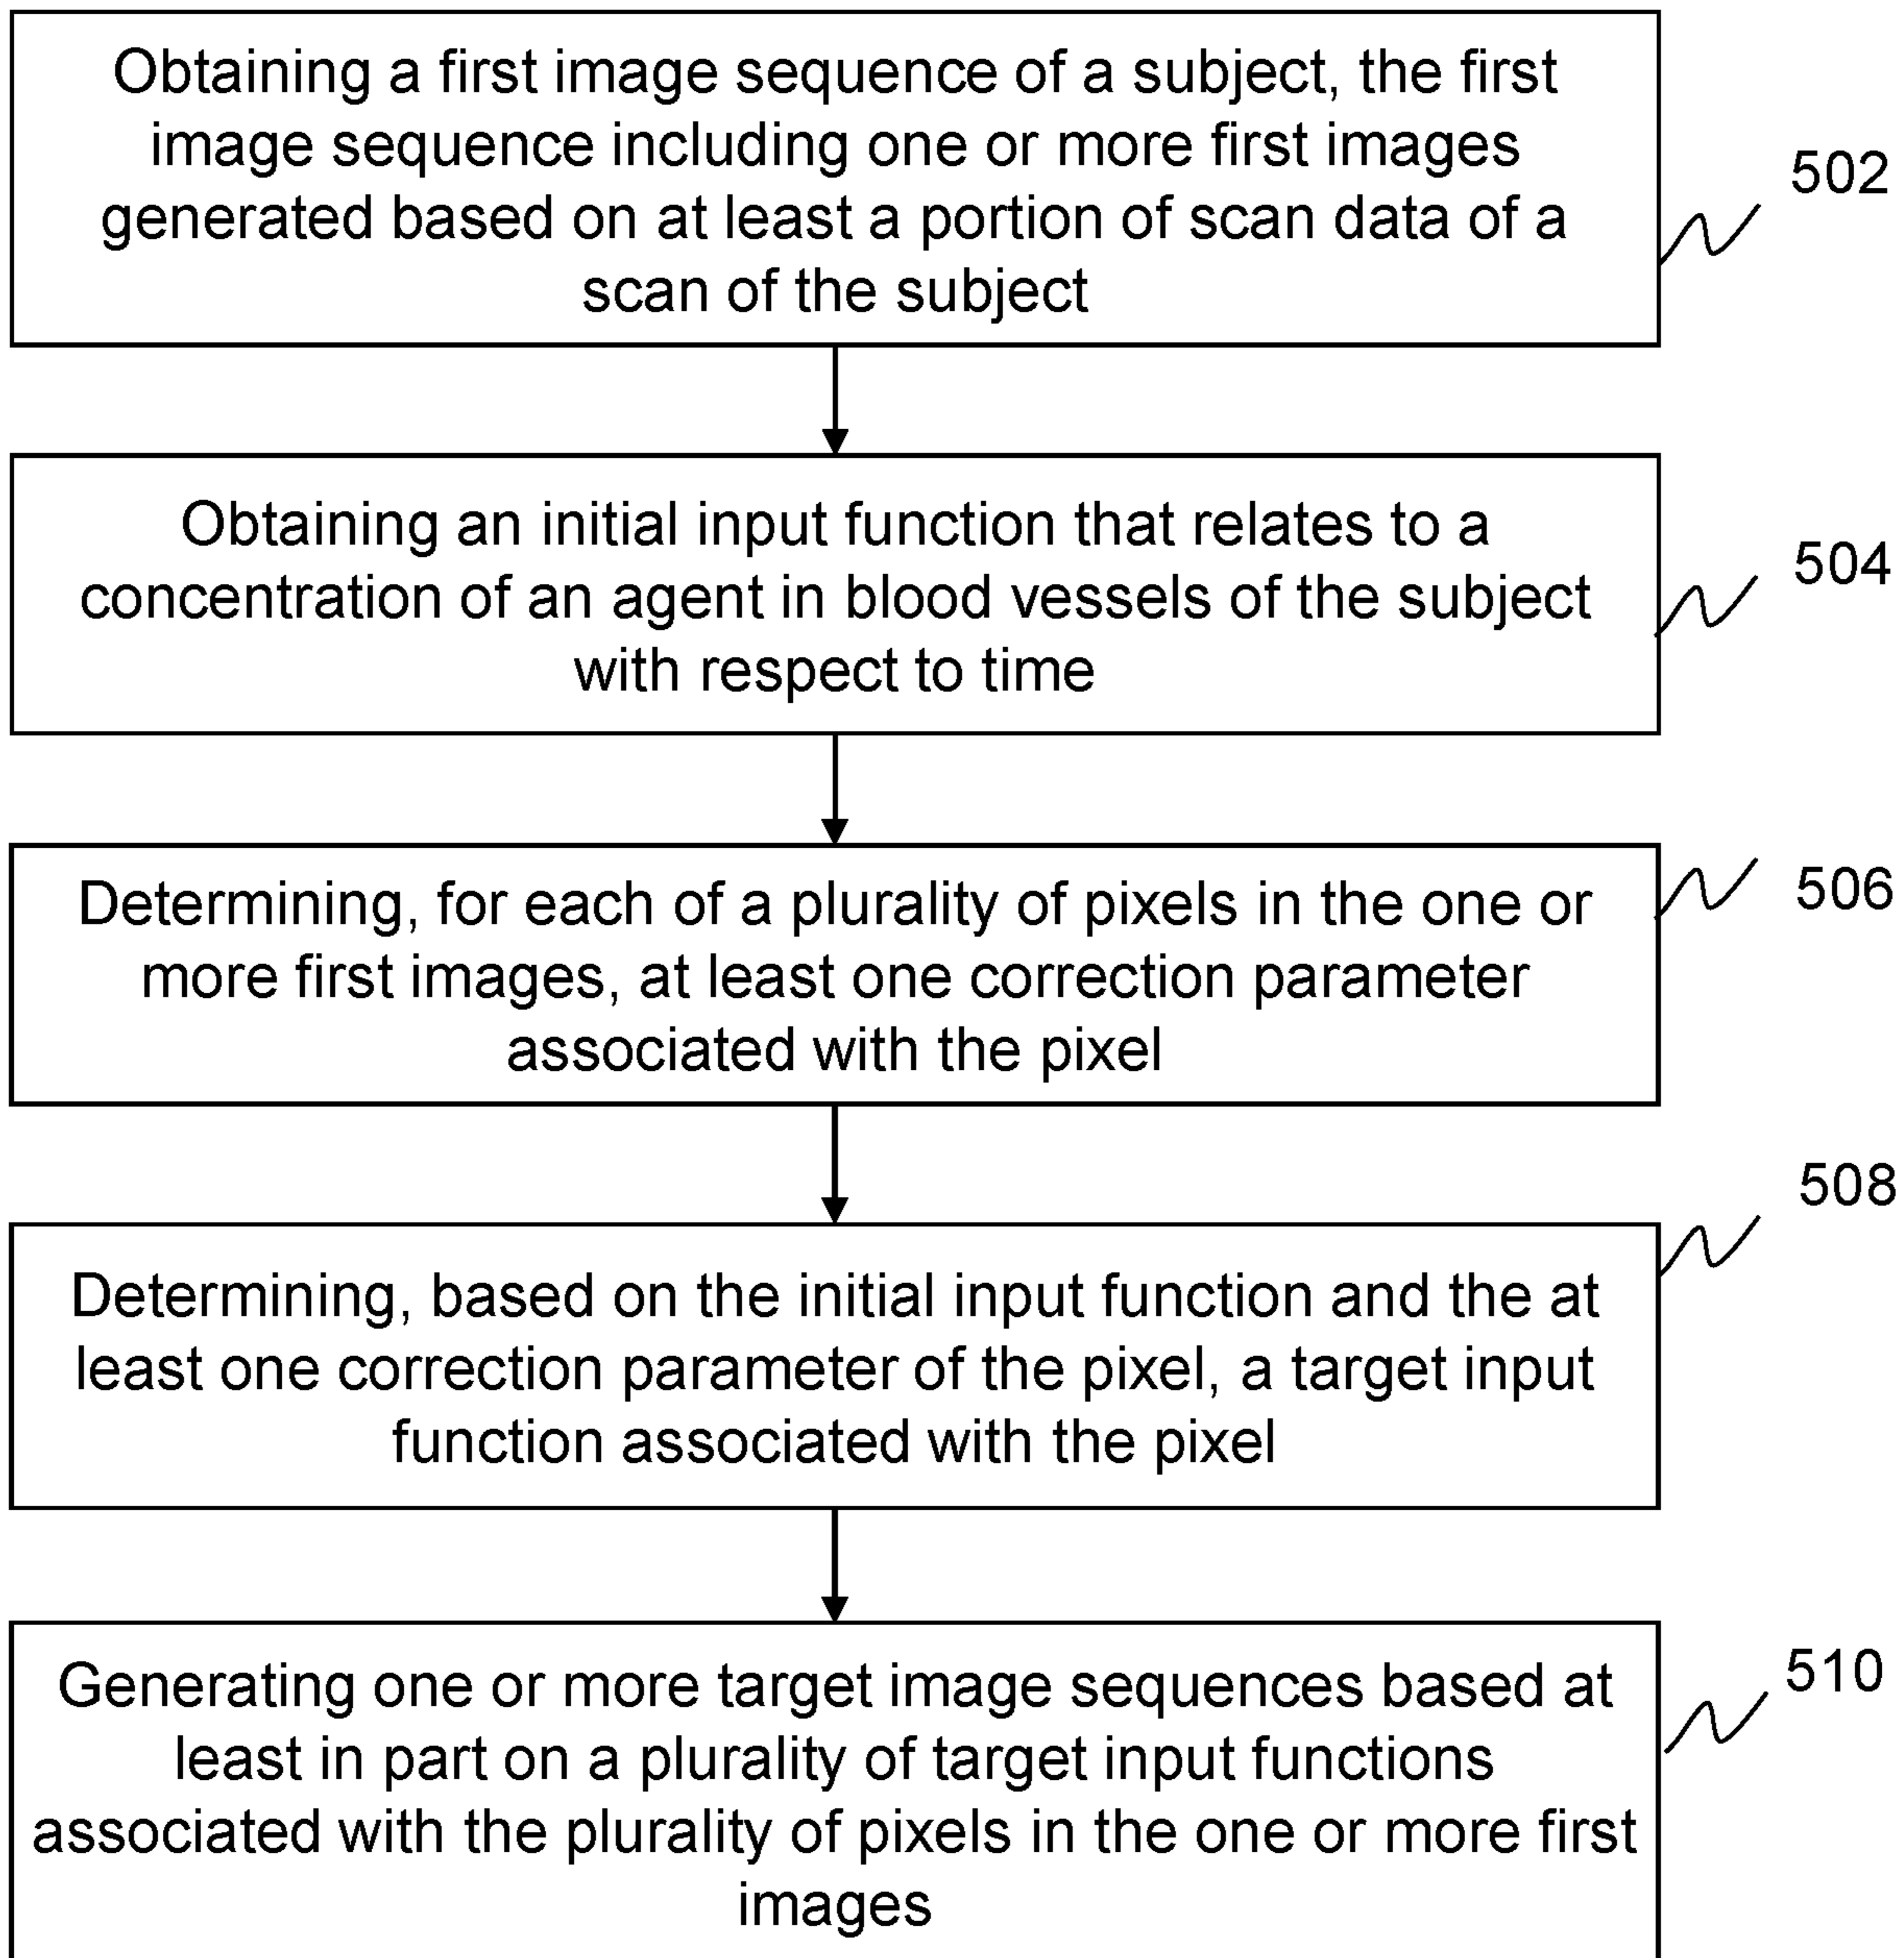 Obtaining a first image sequence of a subject, the first
image sequence including one or more first images
generated based on at least a portion of scan data of a
scan of the subject
502
Obtaining an initial input function that relates to a
concentration of an agent in blood vessels of the subject
with respect to time
504
Determining, for each of a plurality of pixels in the one or
more first images, at least one correction parameter
associated with the pixel
506
Determining, based on the initial input function and the at
least one correction parameter of the pixel, a target input
function associated with the pixel
508
Generating one or more target image sequences based at
least in part on a plurality of target input functions
associated with the plurality of pixels in the one or more first
images
510